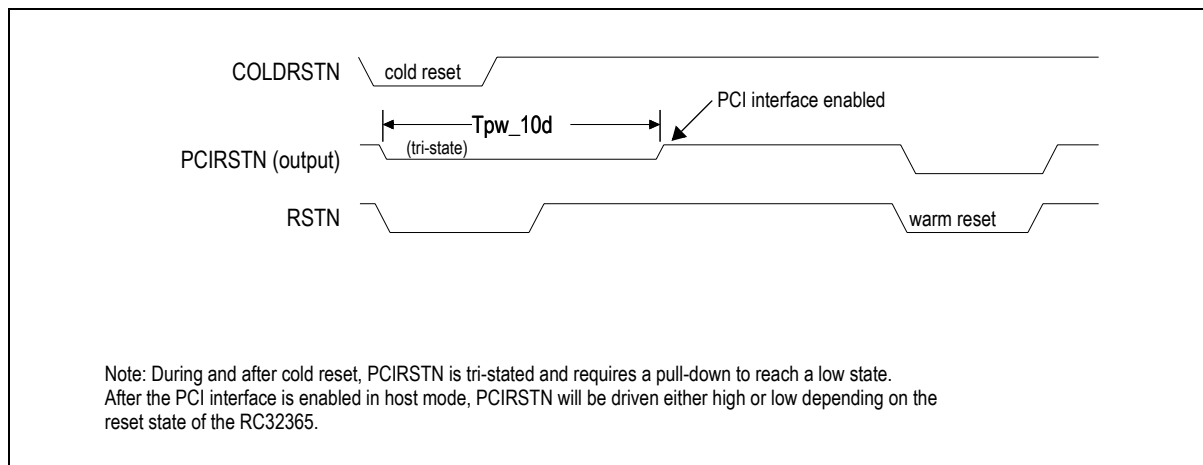 COLDRSTN
cold reset
PCI interface enabled
Tpw_10d
PCIRSTN (output)
(tri-state)
RSTN
warm reset
Note: During and after cold reset, PCIRSTN is tri-stated and requires a pull-down to reach a low state.
After the PCI interface is enabled in host mode, PCIRSTN will be driven either high or low depending on the
reset state of the RC32365.